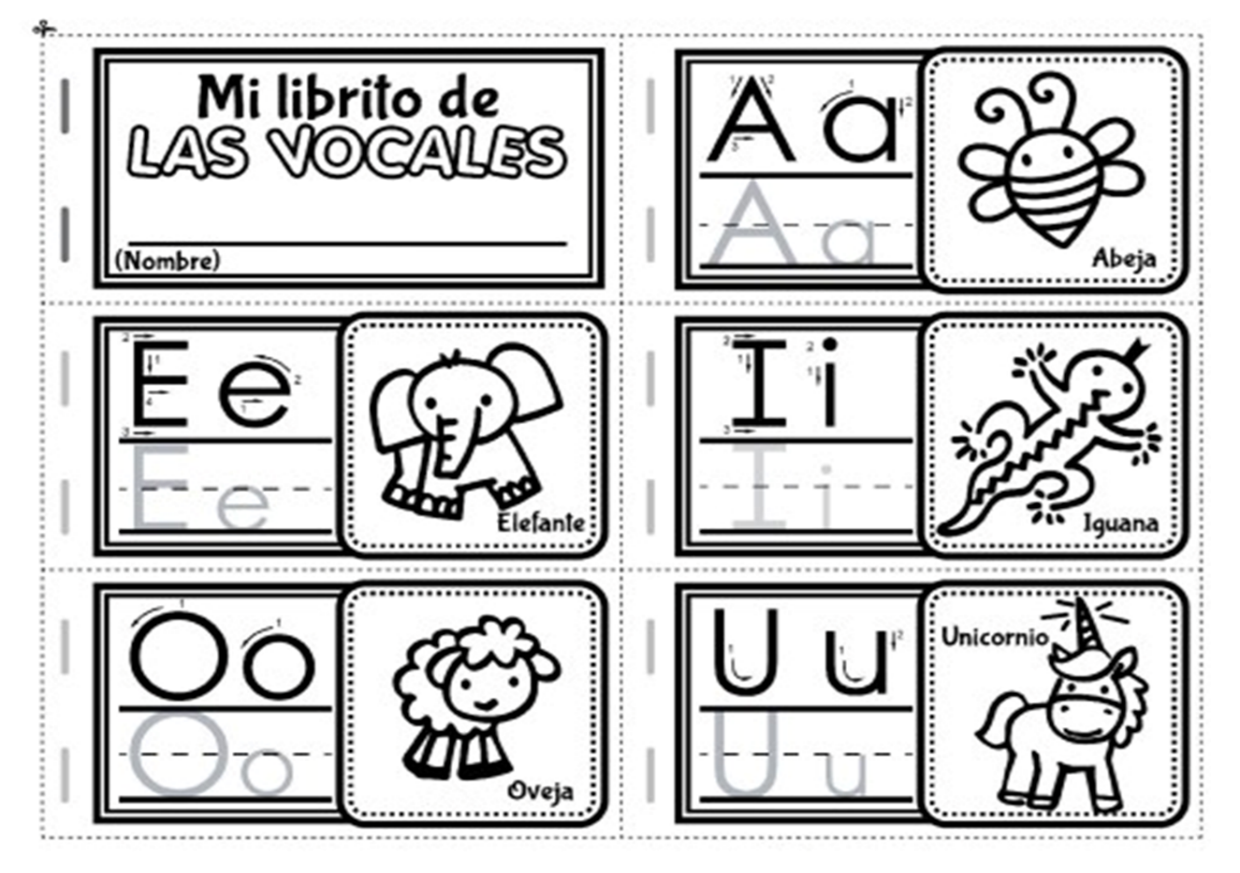 Mi librito de
LAS VOCALES
(Nombre)
A a
A a
Abeja
E e
E e
Elefante
I i
I i
Iguana
O o
O o
Oveja
U u
U u
Unicornio